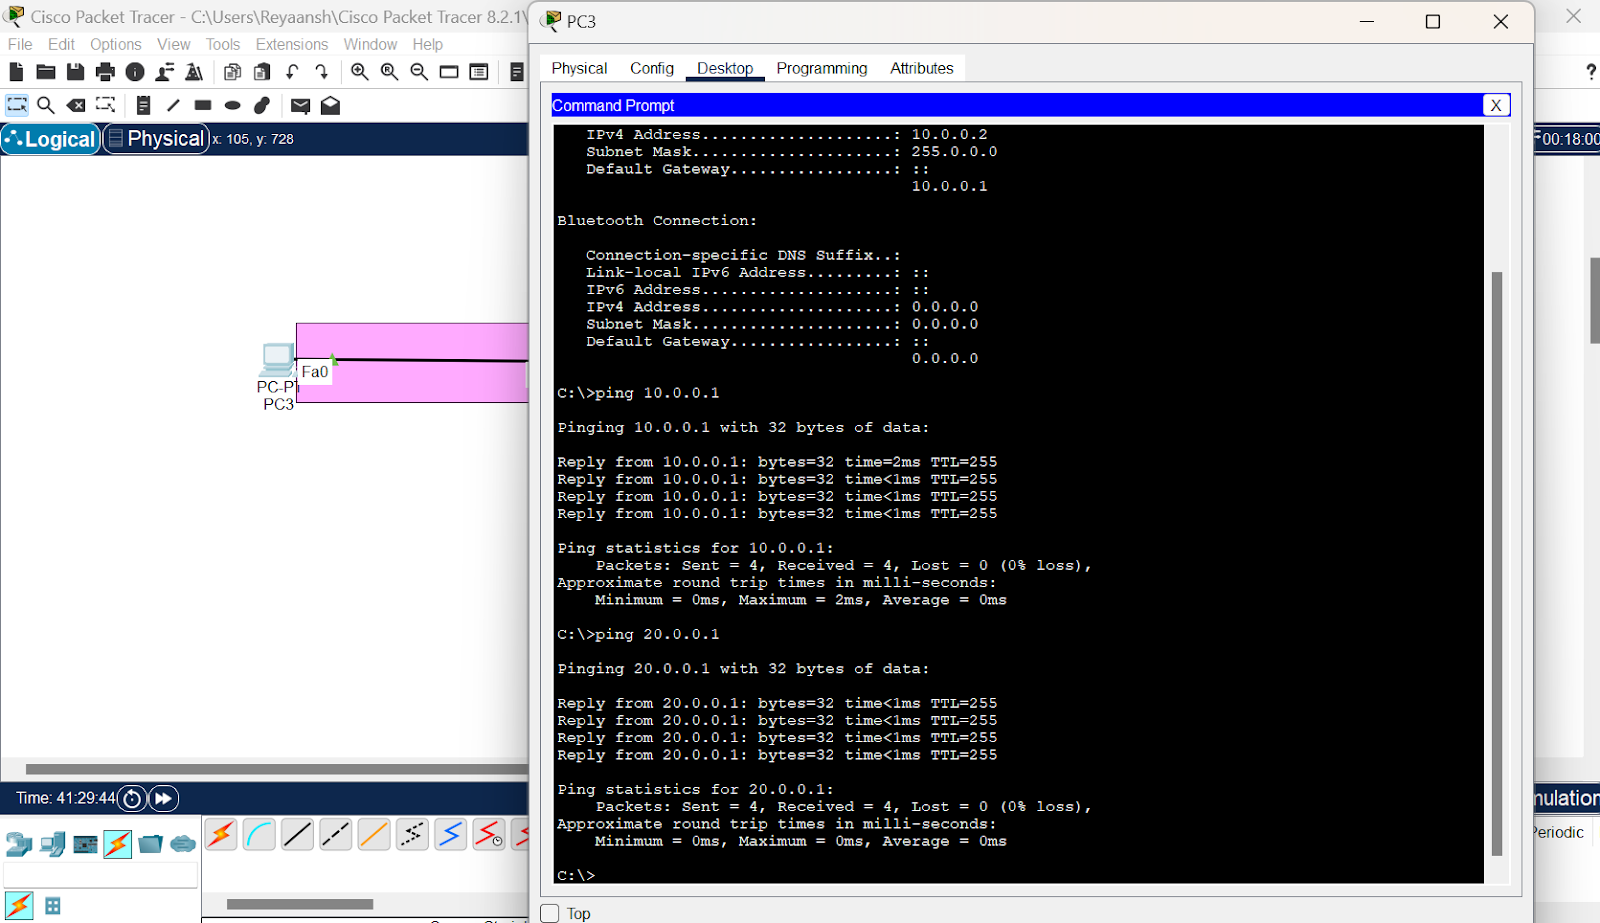 Cisco Packet Tracer - C:\Users\Reyaansh\Cisco Packet Tracer 8.2.1\
File Edit Options View Tools Extensions Window Help
Logical Physical x: 105, y: 728
Fa0
PC3
Time: 41:29:44
PC3
Physical Config Desktop Programming Attributes
Command Prompt X
IPv4 Address....................: 10.0.0.2
Subnet Mask.....................: 255.0.0.0
Default Gateway.................: ::
10.0.0.1
Bluetooth Connection:
Connection-specific DNS Suffix..:
Link-local IPv6 Address.........: ::
IPv6 Address....................: ::
IPv4 Address....................: 0.0.0.0
Subnet Mask.....................: 0.0.0.0
Default Gateway.................: ::
0.0.0.0
C:\>ping 10.0.0.1
Pinging 10.0.0.1 with 32 bytes of data:
Reply from 10.0.0.1: bytes=32 time=2ms TTL=255
Reply from 10.0.0.1: bytes=32 time<1ms TTL=255
Reply from 10.0.0.1: bytes=32 time<1ms TTL=255
Reply from 10.0.0.1: bytes=32 time<1ms TTL=255
Ping statistics for 10.0.0.1:
Packets: Sent = 4, Received = 4, Lost = 0 (0% loss),
Approximate round trip times in milli-seconds:
Minimum = 0ms, Maximum = 2ms, Average = 0ms
C:\>ping 20.0.0.1
Pinging 20.0.0.1 with 32 bytes of data:
Reply from 20.0.0.1: bytes=32 time<1ms TTL=255
Reply from 20.0.0.1: bytes=32 time<1ms TTL=255
Reply from 20.0.0.1: bytes=32 time<1ms TTL=255
Reply from 20.0.0.1: bytes=32 time<1ms TTL=255
Ping statistics for 20.0.0.1:
Packets: Sent = 4, Received = 4, Lost = 0 (0% loss),
Approximate round trip times in milli-seconds:
Minimum = 0ms, Maximum = 0ms, Average = 0ms
C:\>
Top
?
00:18:00
mulation
Periodic